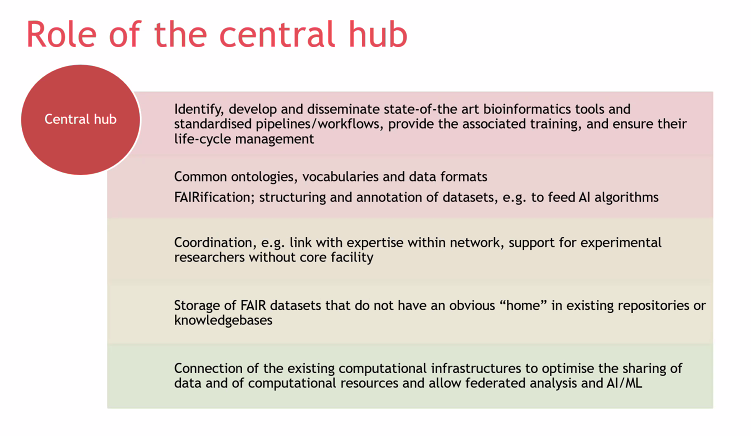 Role of the central hub
Central hub
Identify, develop and disseminate state-of-the art bioinformatics tools and
standardised pipelines/workflows, provide the associated training, and ensure their
life-cycle management
Common ontologies, vocabularies and data formats
FAIRification; structuring and annotation of datasets, e.g. to feed AI algorithms
Coordination, e.g. link with expertise within network, support for experimental
researchers without core facility
Storage of FAIR datasets that do not have an obvious “home” in existing repositories or
knowledgebases
Connection of the existing computational infrastructures to optimise the sharing of
data and of computational resources and allow federated analysis and AI/ML